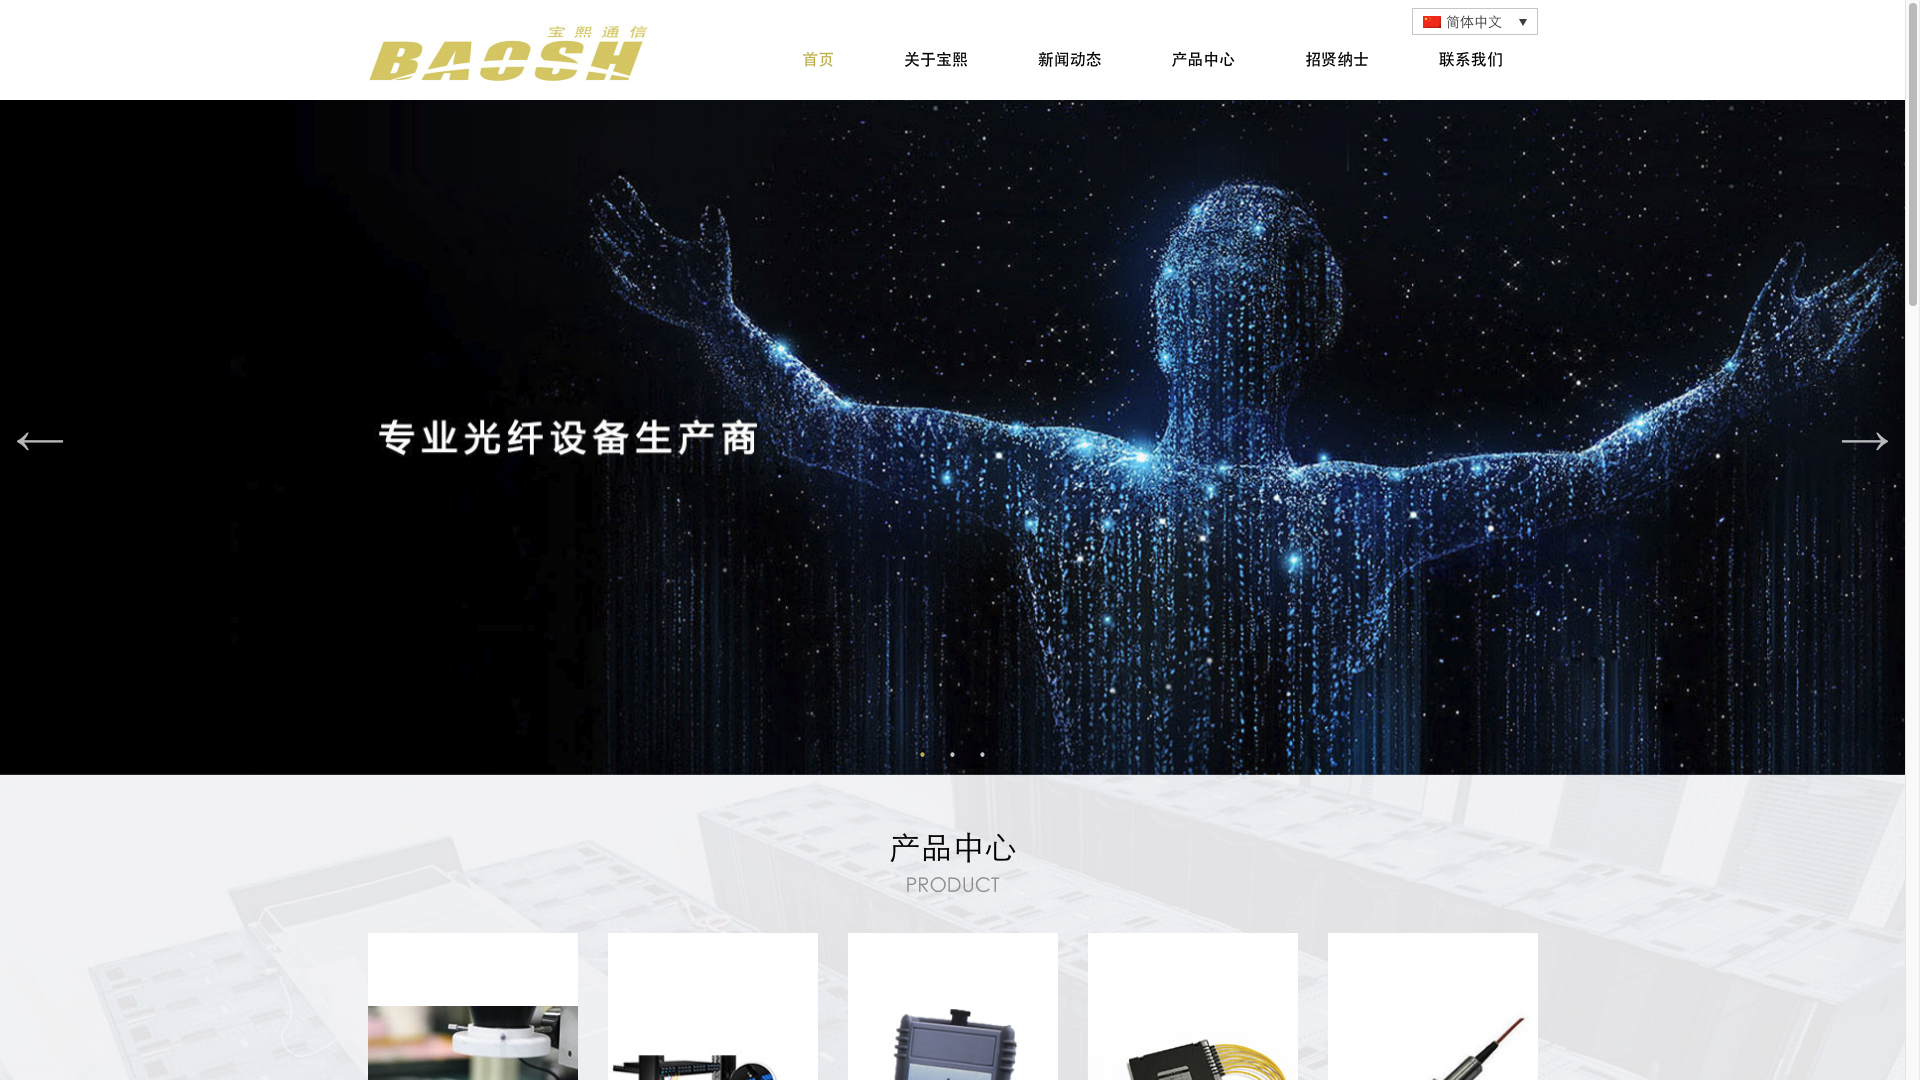 宝熙通信
BAOSH
简体中文
首页
关于宝熙
新闻动态
产品中心
招贤纳士
联系我们
专业光纤设备生产商
产品中心
PRODUCT